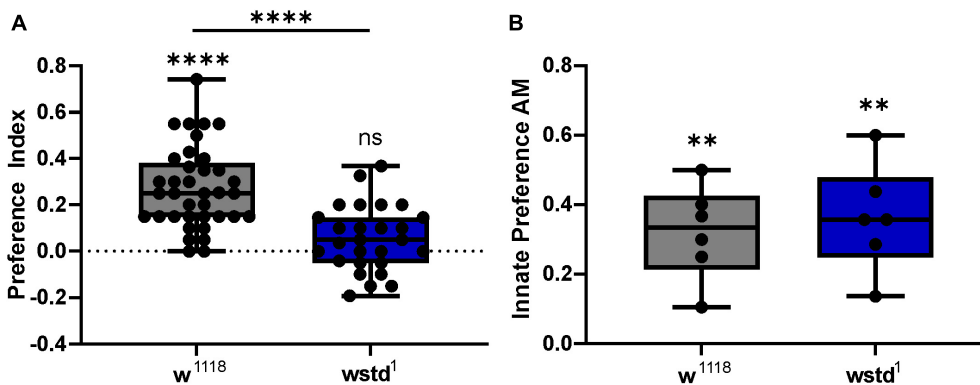 A
****
****
ns
0.8
0.6
0.4
0.2
0.0
-0.2
-0.4
Preference Index
w¹¹¹⁸
wstd¹
B
**
**
0.8
0.6
0.4
0.2
0.0
Innate Preference AM
w¹¹¹⁸
wstd¹